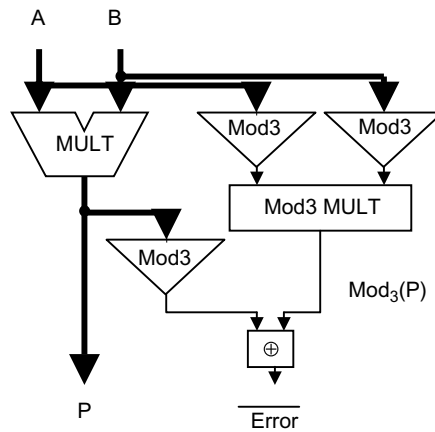 A B
MULT
Mod3
Mod3
Mod3 MULT
Mod3
Mod₃(P)
⊕
P
Error